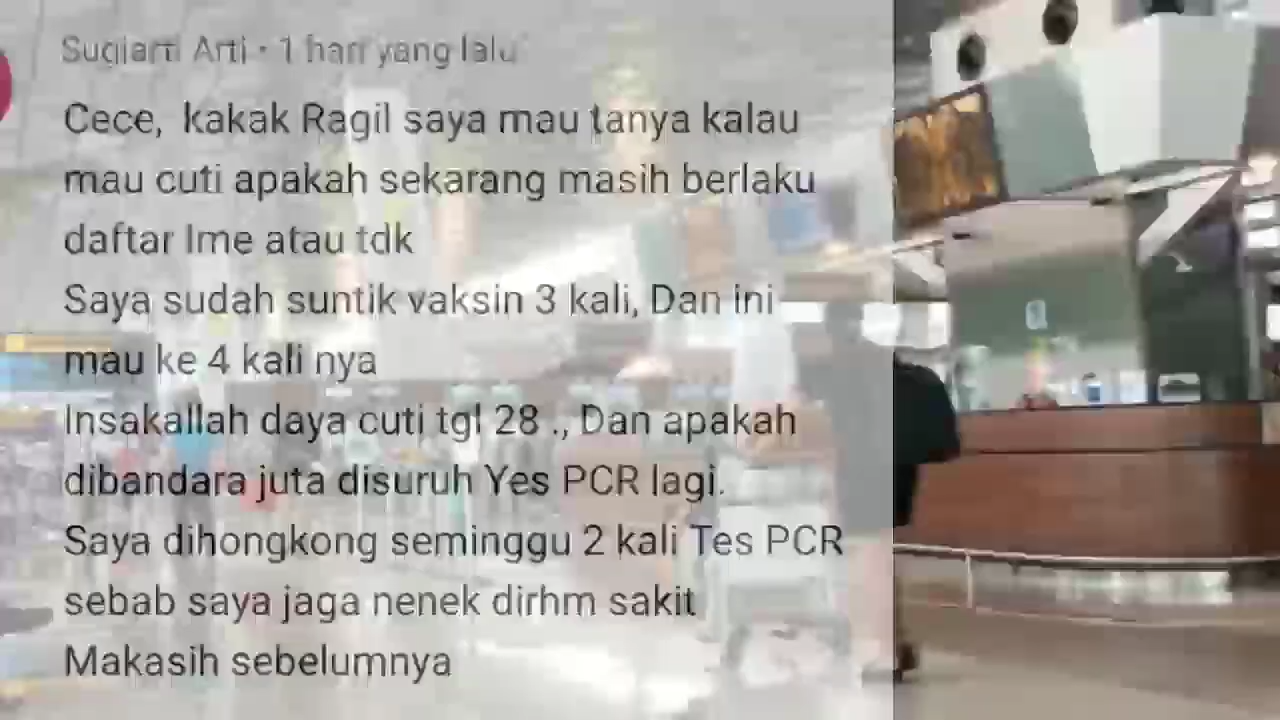 Sugiarti Arti • 1 hari yang lalu
Cece, kakak Ragil saya mau tanya kalau
mau cuti apakah sekarang masih berlaku
daftar Ime atau tdk
Saya sudah suntik vaksin 3 kali, Dan ini
mau ke 4 kali nya
Insakallah daya cuti tgl 28 ., Dan apakah
dibandara juta disuruh Yes PCR lagi.
Saya dihongkong seminggu 2 kali Tes PCR
sebab saya jaga nenek dirhm sakit
Makasih sebelumnya